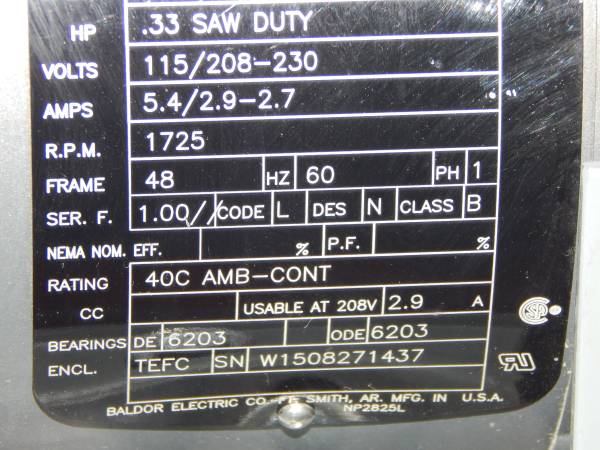 HP .33 SAW DUTY
VOLTS 115/208-230
AMPS 5.4/2.9-2.7
R.P.M. 1725
FRAME 48 HZ 60 PH 1
SER. F. 1.00 CODE L DES N CLASS B
NEMA NOM. EFF. % P.F. %
RATING 40C AMB-CONT
CC USABLE AT 208V 2.9 A
BEARINGS DE 6203 ODE 6203
ENCL. TEFC SN W1508271437
BALDOR ELECTRIC CO. SMITH, AR. MFG. IN U.S.A.
NP2825L